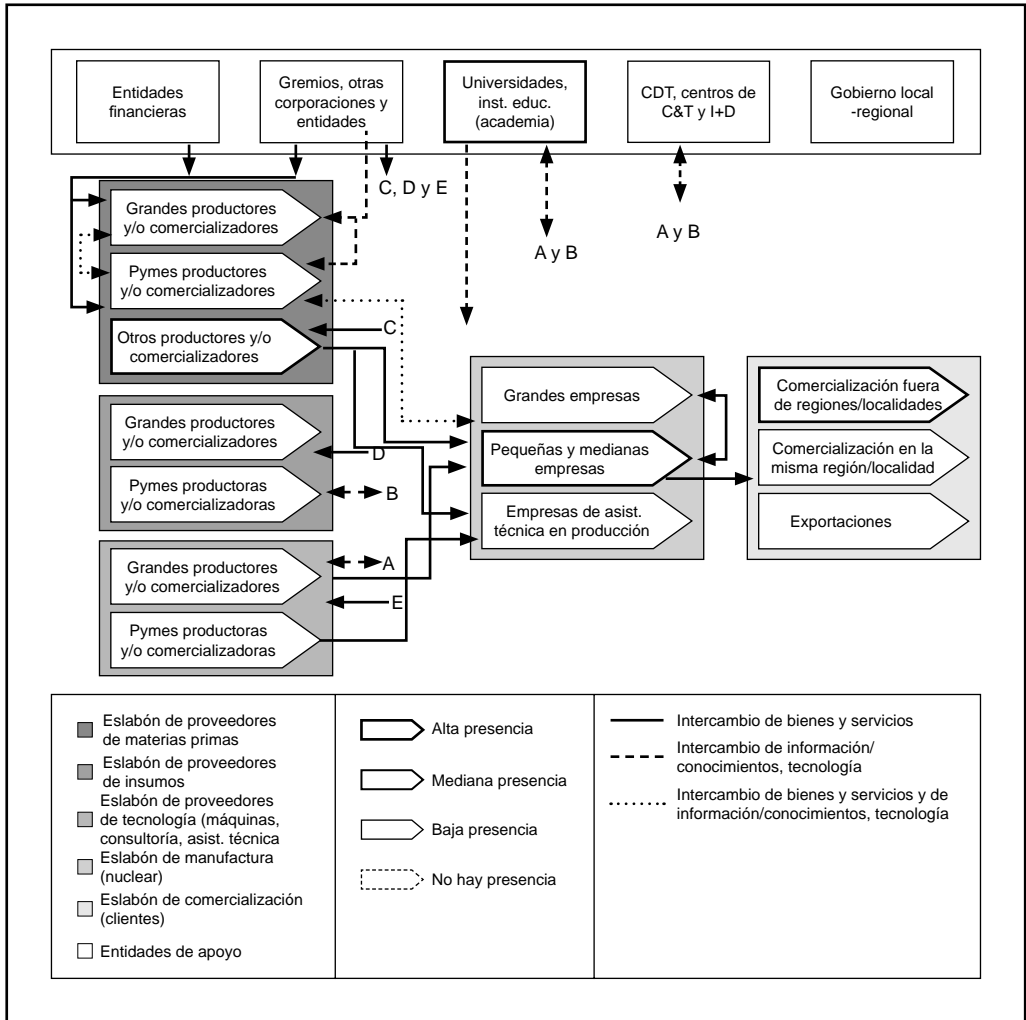 Entidades
financieras
Gremios, otras
corporaciones y
entidades
Universidades,
inst. educ.
(academia)
CDT, centros de
C&T y I+D
Gobierno local
-regional
C, D y E
A y B
A y B
Grandes productores
y/o comercializadores
Pymes productores
y/o comercializadores
Otros productores y/o
comercializadores
C
Grandes productores
y/o comercializadores
D
Pymes productoras
y/o comercializadoras
B
Grandes productores
y/o comercializadores
A
E
Pymes productoras
y/o comercializadoras
Grandes empresas
Pequeñas y medianas
empresas
Empresas de asist.
técnica en producción
Comercialización fuera
de regiones/localidades
Comercialización en la
misma región/localidad
Exportaciones
Eslabón de proveedores
de materias primas
Eslabón de proveedores
de insumos
Eslabón de proveedores
de tecnología (máquinas,
consultoría, asist. técnica
Eslabón de manufactura
(nuclear)
Eslabón de comercialización
(clientes)
Entidades de apoyo
Alta presencia
Mediana presencia
Baja presencia
No hay presencia
Intercambio de bienes y servicios
Intercambio de información/
conocimientos, tecnología
Intercambio de bienes y servicios y de
información/conocimientos, tecnología